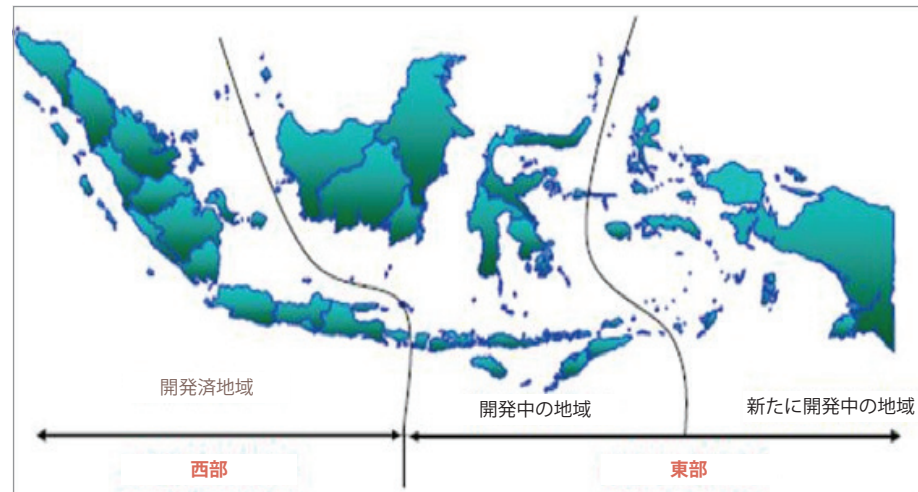 開発済地域
開発中の地域
新たに開発中の地域
西部
東部